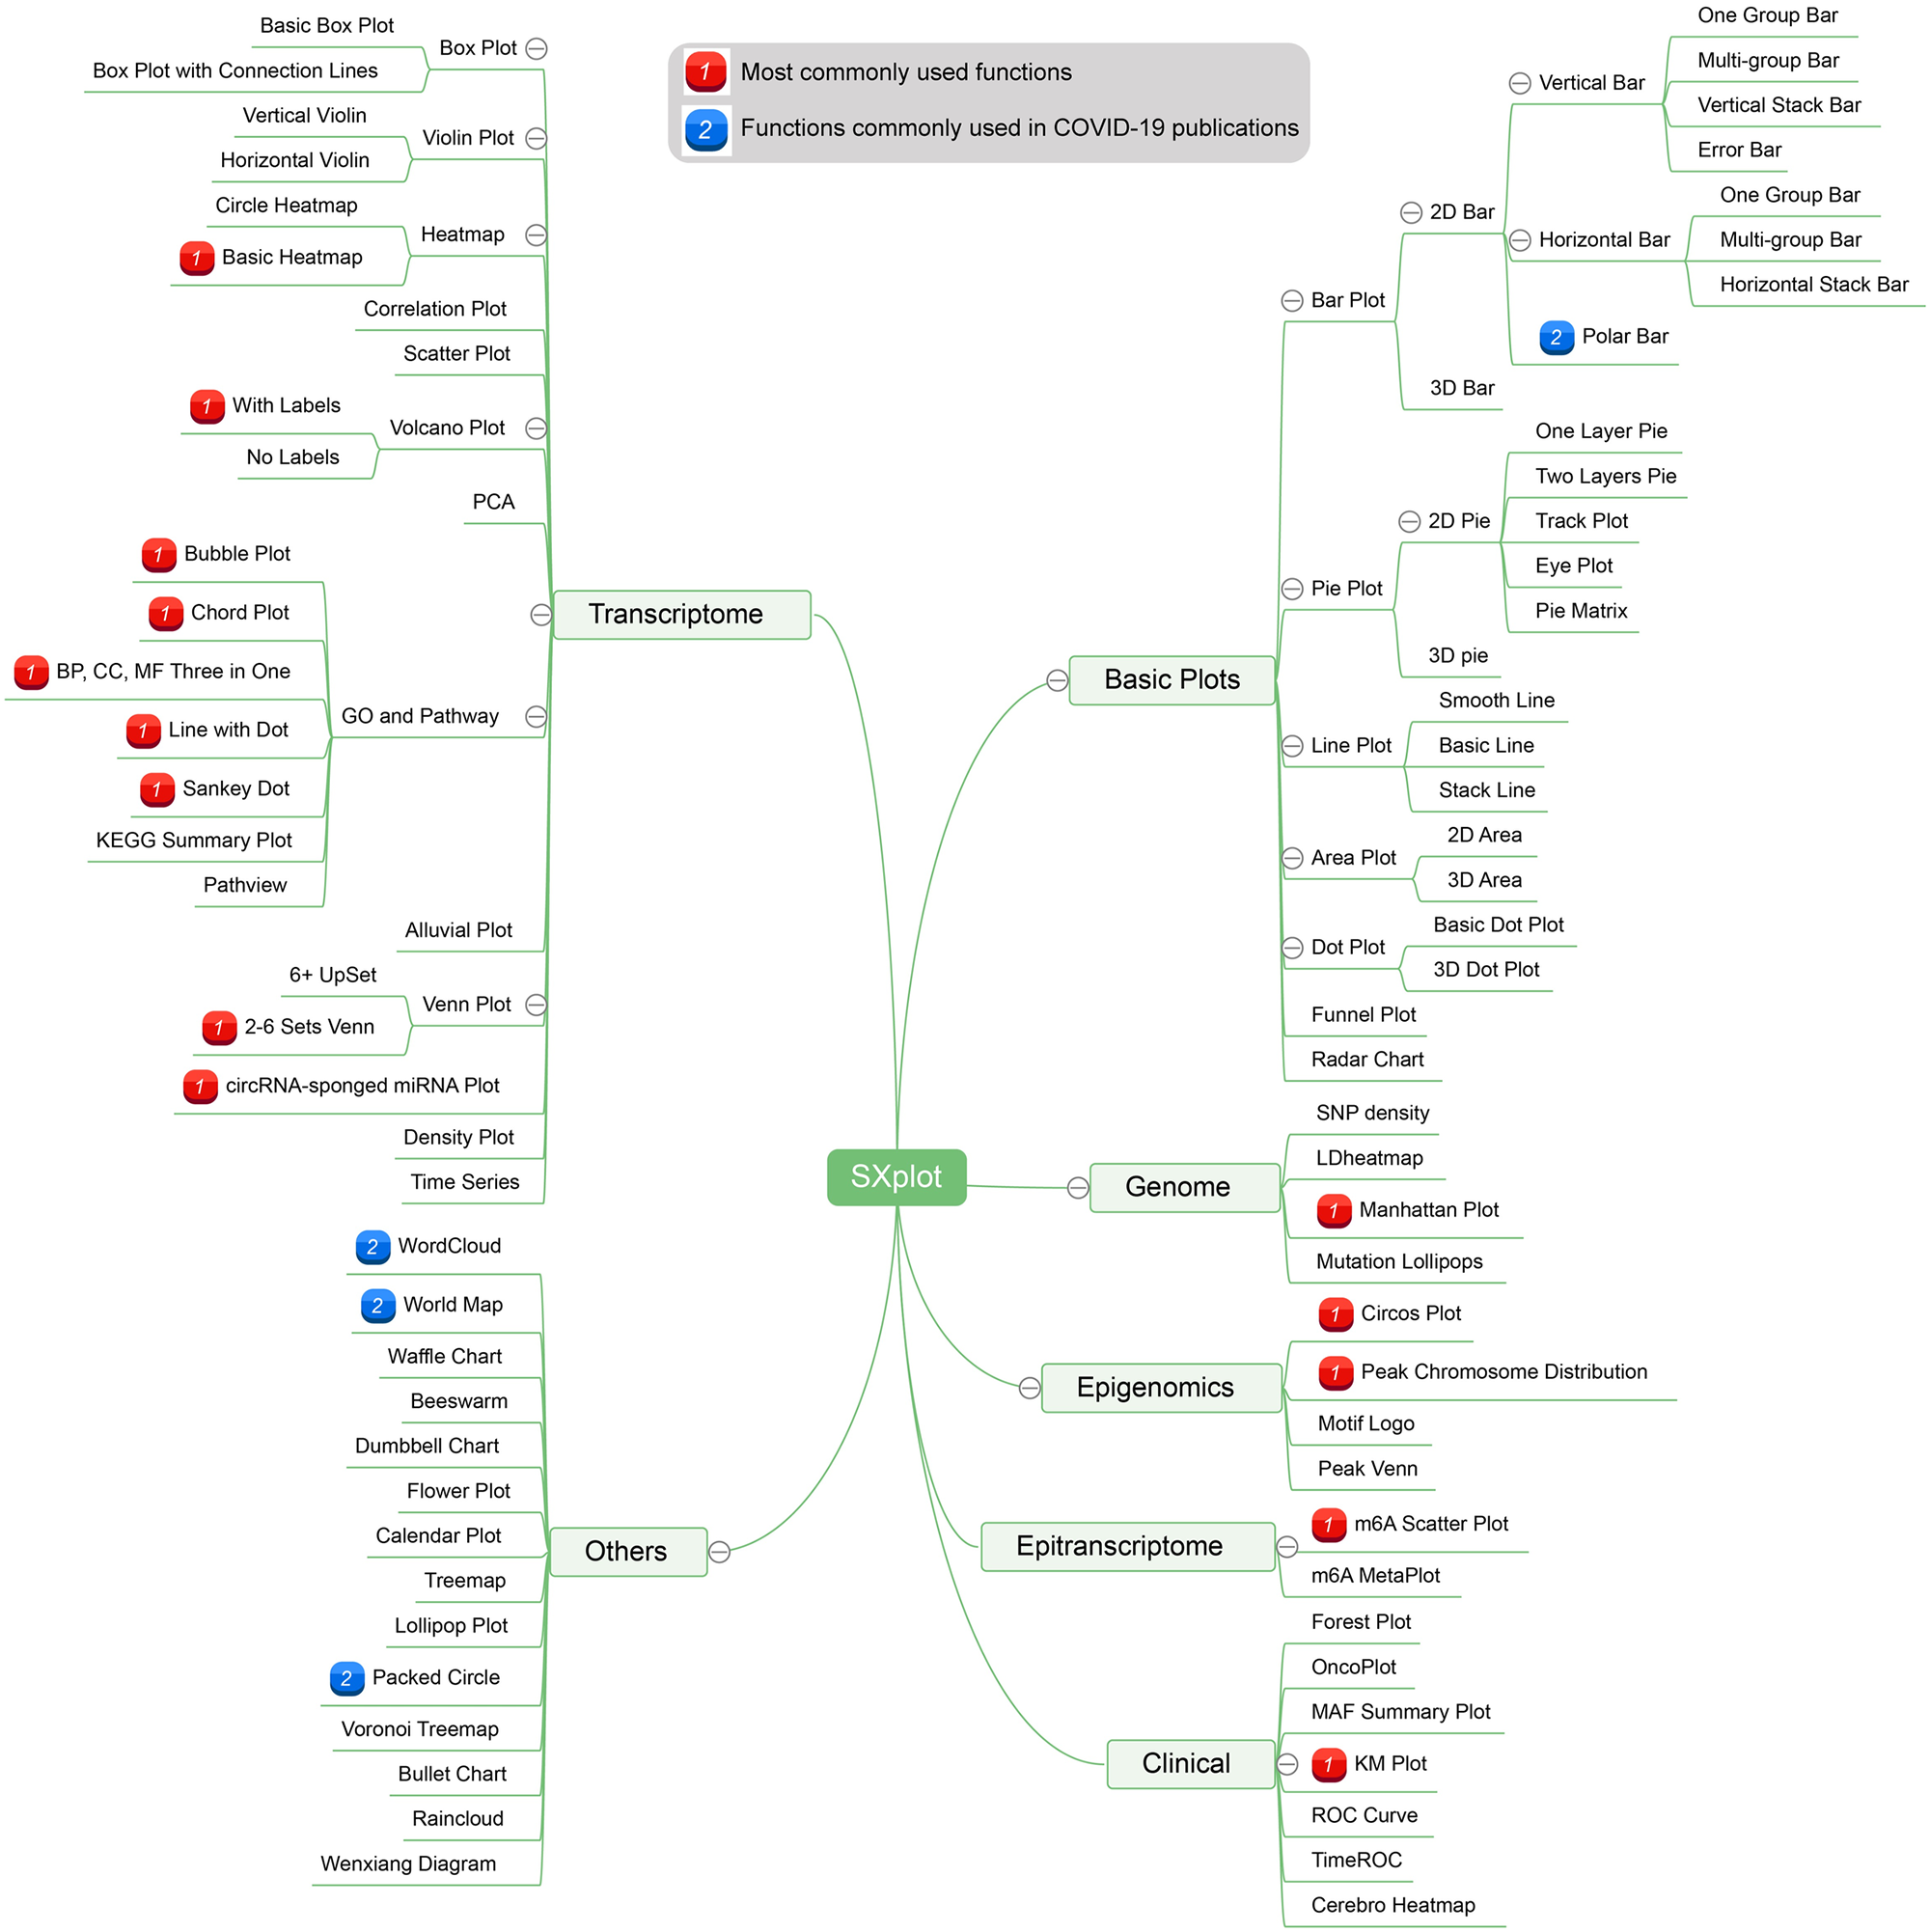 1 Most commonly used functions
2 Functions commonly used in COVID-19 publications
SXplot
Transcriptome
Box Plot
Basic Box Plot
Box Plot with Connection Lines
Violin Plot
Vertical Violin
Horizontal Violin
Heatmap
Circle Heatmap
1 Basic Heatmap
Correlation Plot
Scatter Plot
Volcano Plot
1 With Labels
No Labels
PCA
GO and Pathway
1 Bubble Plot
1 Chord Plot
1 BP, CC, MF Three in One
1 Line with Dot
1 Sankey Dot
KEGG Summary Plot
Pathview
Alluvial Plot
Venn Plot
6+ UpSet
1 2-6 Sets Venn
1 circRNA-sponged miRNA Plot
Density Plot
Time Series
Others
2 WordCloud
2 World Map
Waffle Chart
Beeswarm
Dumbbell Chart
Flower Plot
Calendar Plot
Treemap
Lollipop Plot
2 Packed Circle
Voronoi Treemap
Bullet Chart
Raincloud
Wenxiang Diagram
Basic Plots
Bar Plot
2D Bar
Vertical Bar
One Group Bar
Multi-group Bar
Vertical Stack Bar
Error Bar
Horizontal Bar
One Group Bar
Multi-group Bar
Horizontal Stack Bar
2 Polar Bar
3D Bar
Pie Plot
2D Pie
One Layer Pie
Two Layers Pie
Track Plot
Eye Plot
Pie Matrix
3D pie
Line Plot
Smooth Line
Basic Line
Stack Line
Area Plot
2D Area
3D Area
Dot Plot
Basic Dot Plot
3D Dot Plot
Funnel Plot
Radar Chart
Genome
SNP density
LDheatmap
1 Manhattan Plot
Mutation Lollipops
Epigenomics
1 Circos Plot
1 Peak Chromosome Distribution
Motif Logo
Peak Venn
Epitranscriptome
1 m6A Scatter Plot
m6A MetaPlot
Clinical
Forest Plot
OncoPlot
MAF Summary Plot
1 KM Plot
ROC Curve
TimeROC
Cerebro Heatmap